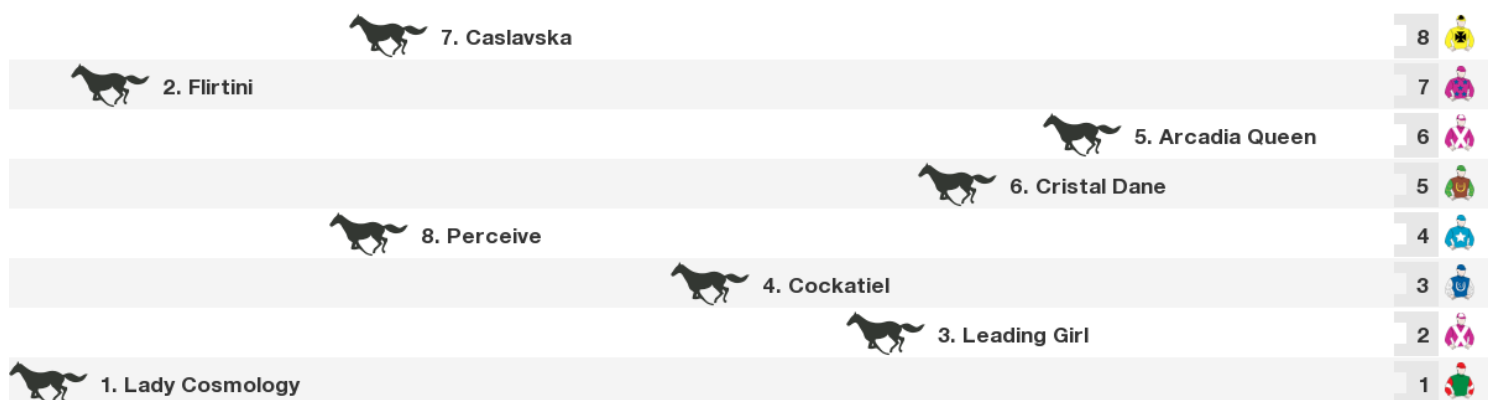 7. Caslavska 8
2. Flirtini 7
5. Arcadia Queen 6
6. Cristal Dane 5
8. Perceive 4
4. Cockatiel 3
3. Leading Girl 2
1. Lady Cosmology 1